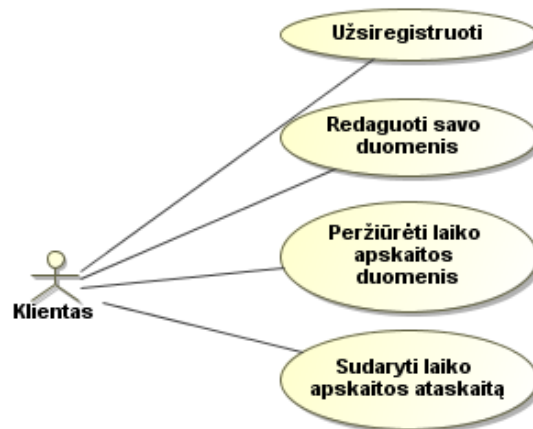 Užsiregistruoti
Redaguoti savo
duomenis
Peržiūrėti laiko
apskaitos
duomenis
Klientas
Sudaryti laiko
apskaitos ataskaitą